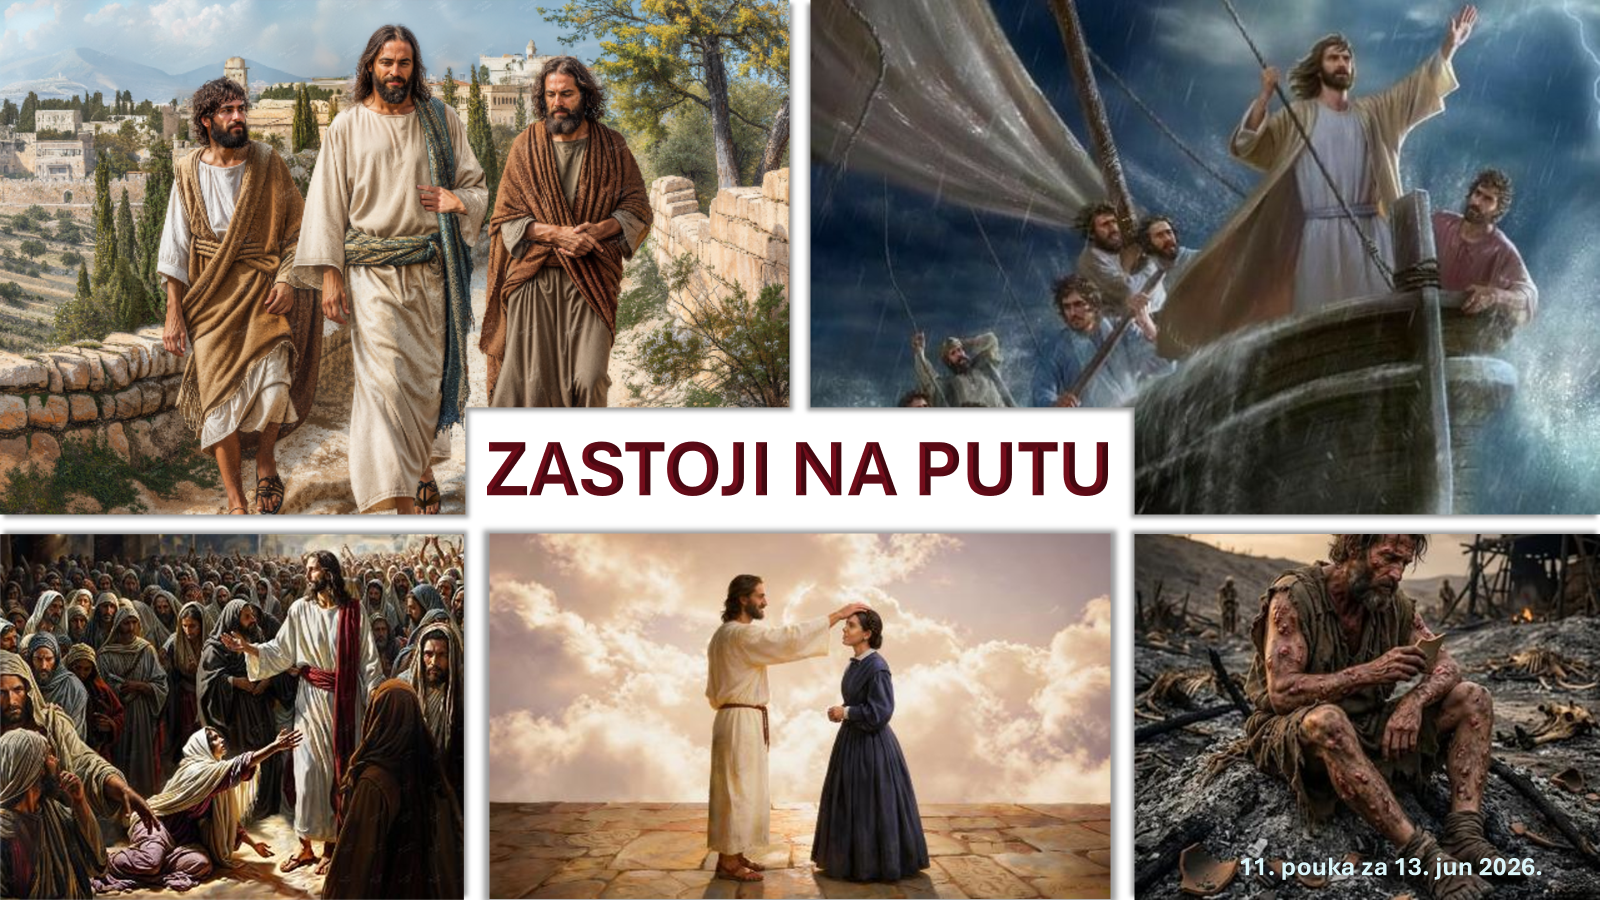 ZASTOJI NA PUTU
11. pouka za 13. jun 2026.